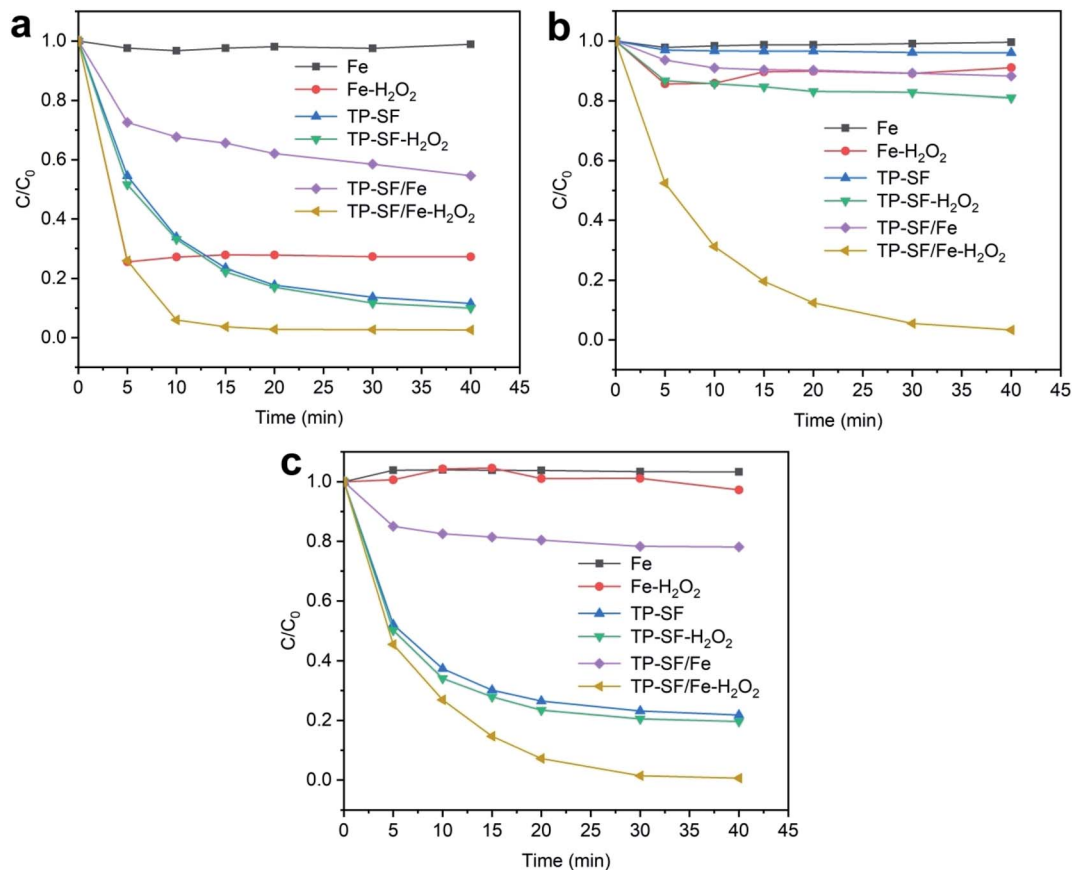 a
1.0
0.8
0.6
0.4
0.2
0.0
C/C₀
Fe
Fe-H₂O₂
TP-SF
TP-SF-H₂O₂
TP-SF/Fe
TP-SF/Fe-H₂O₂
0 5 10 15 20 25 30 35 40 45
Time (min)
b
1.0
0.8
0.6
0.4
0.2
0.0
C/C₀
Fe
Fe-H₂O₂
TP-SF
TP-SF-H₂O₂
TP-SF/Fe
TP-SF/Fe-H₂O₂
0 5 10 15 20 25 30 35 40 45
Time (min)
c
1.0
0.8
0.6
0.4
0.2
0.0
C/C₀
Fe
Fe-H₂O₂
TP-SF
TP-SF-H₂O₂
TP-SF/Fe
TP-SF/Fe-H₂O₂
0 5 10 15 20 25 30 35 40 45
Time (min)